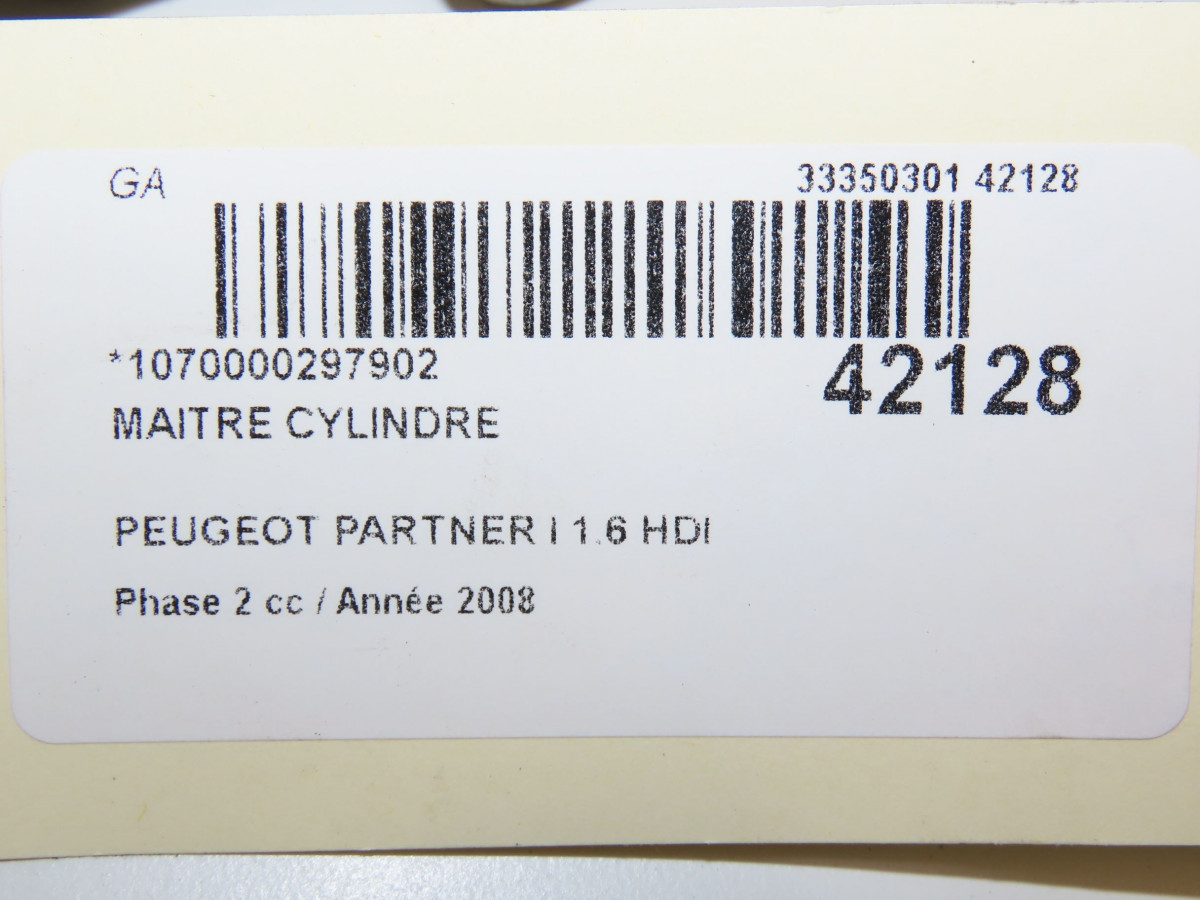 GA
33350301 42128
*1070000297902
42128
MAITRE CYLINDRE
PEUGEOT PARTNER I 1.6 HDI
Phase 2 cc / Année 2008